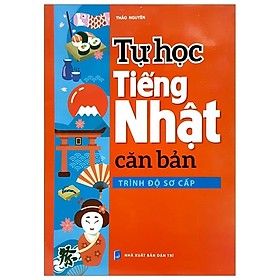 THẢO NGUYÊN
Tự học
Tiếng
Nhật
căn bản
TRÌNH ĐỘ SƠ CẤP
NHÀ XUẤT BẢN DÂN TRÍ